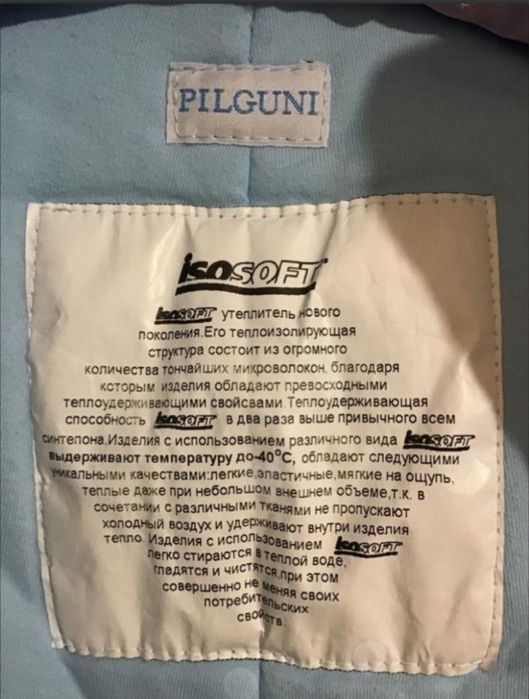 PILGUNI
isoSOFT
isoSOFT утеплитель нового
поколения.Его теплоизолирующая
структура состоит из огромного
количества тончайших микроволокон. благодаря
которым изделия обладают превосходными
теплоудерживающими свойсвами.Теплоудерживающая
способность isoSOFT в два раза выше привычного всем
синтелона.Изделия с использованием различного вида isoSOFT
выдерживают температуру до-40°С, обладают следующими
уникальными качествами:легкие,эластичные,мягкие на ощупь,
теплые даже при небольшом внешнем объеме,т.к. в
сочетании с различными тканями не пропускают
холодный воздух и удерживают внутри изделия
тепло. Изделия с использованием isoSOFT
легко стираются в теплой воде,
гладятся и чистятся,при этом
совершенно не меняя своих
потребительских
свойств